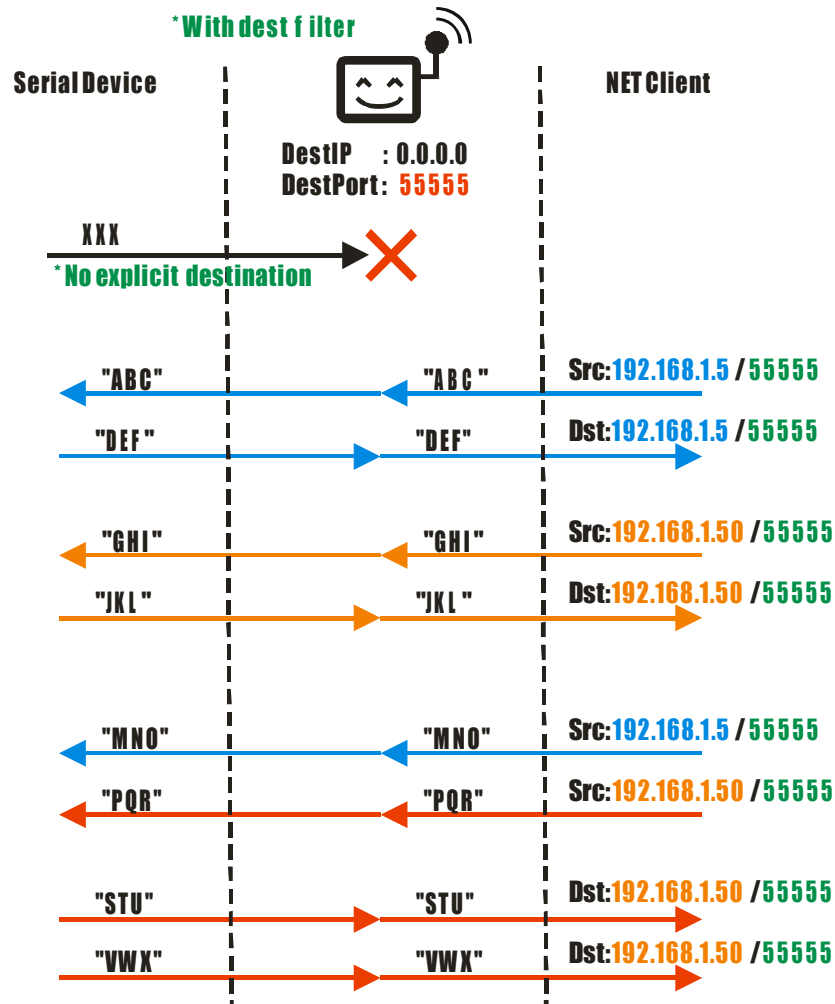 *With dest filter
Serial Device
NET Client
DestIP : 0.0.0.0
DestPort: 55555
XXX
*No explicit destination
"ABC" "ABC" Src:192.168.1.5 / 55555
"DEF" "DEF" Dst:192.168.1.5 / 55555
"GHI" "GHI" Src:192.168.1.50 / 55555
"JKL" "JKL" Dst:192.168.1.50 / 55555
"MNO" "MNO" Src:192.168.1.5 / 55555
"PQR" "PQR" Src:192.168.1.50 / 55555
"STU" "STU" Dst:192.168.1.50 / 55555
"VWX" "VWX" Dst:192.168.1.50 / 55555